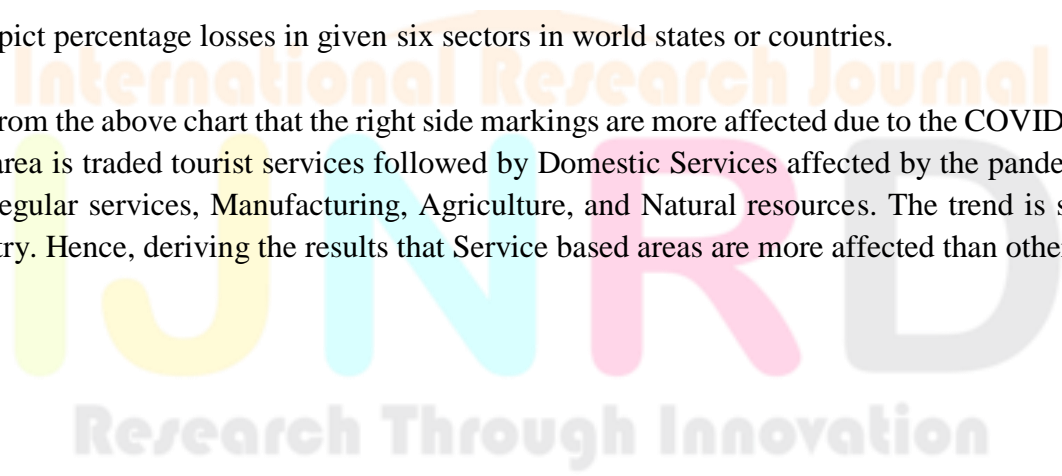 pict percentage losses in given six sectors in world states or countries.
International Research Journal
rom the above chart that the right side markings are more affected due to the COVID
area is traded tourist services followed by Domestic Services affected by the pande
egular services, Manufacturing, Agriculture, and Natural resources. The trend is s
try. Hence, deriving the results that Service based areas are more affected than othe
IJNRD
Research Through Innovation